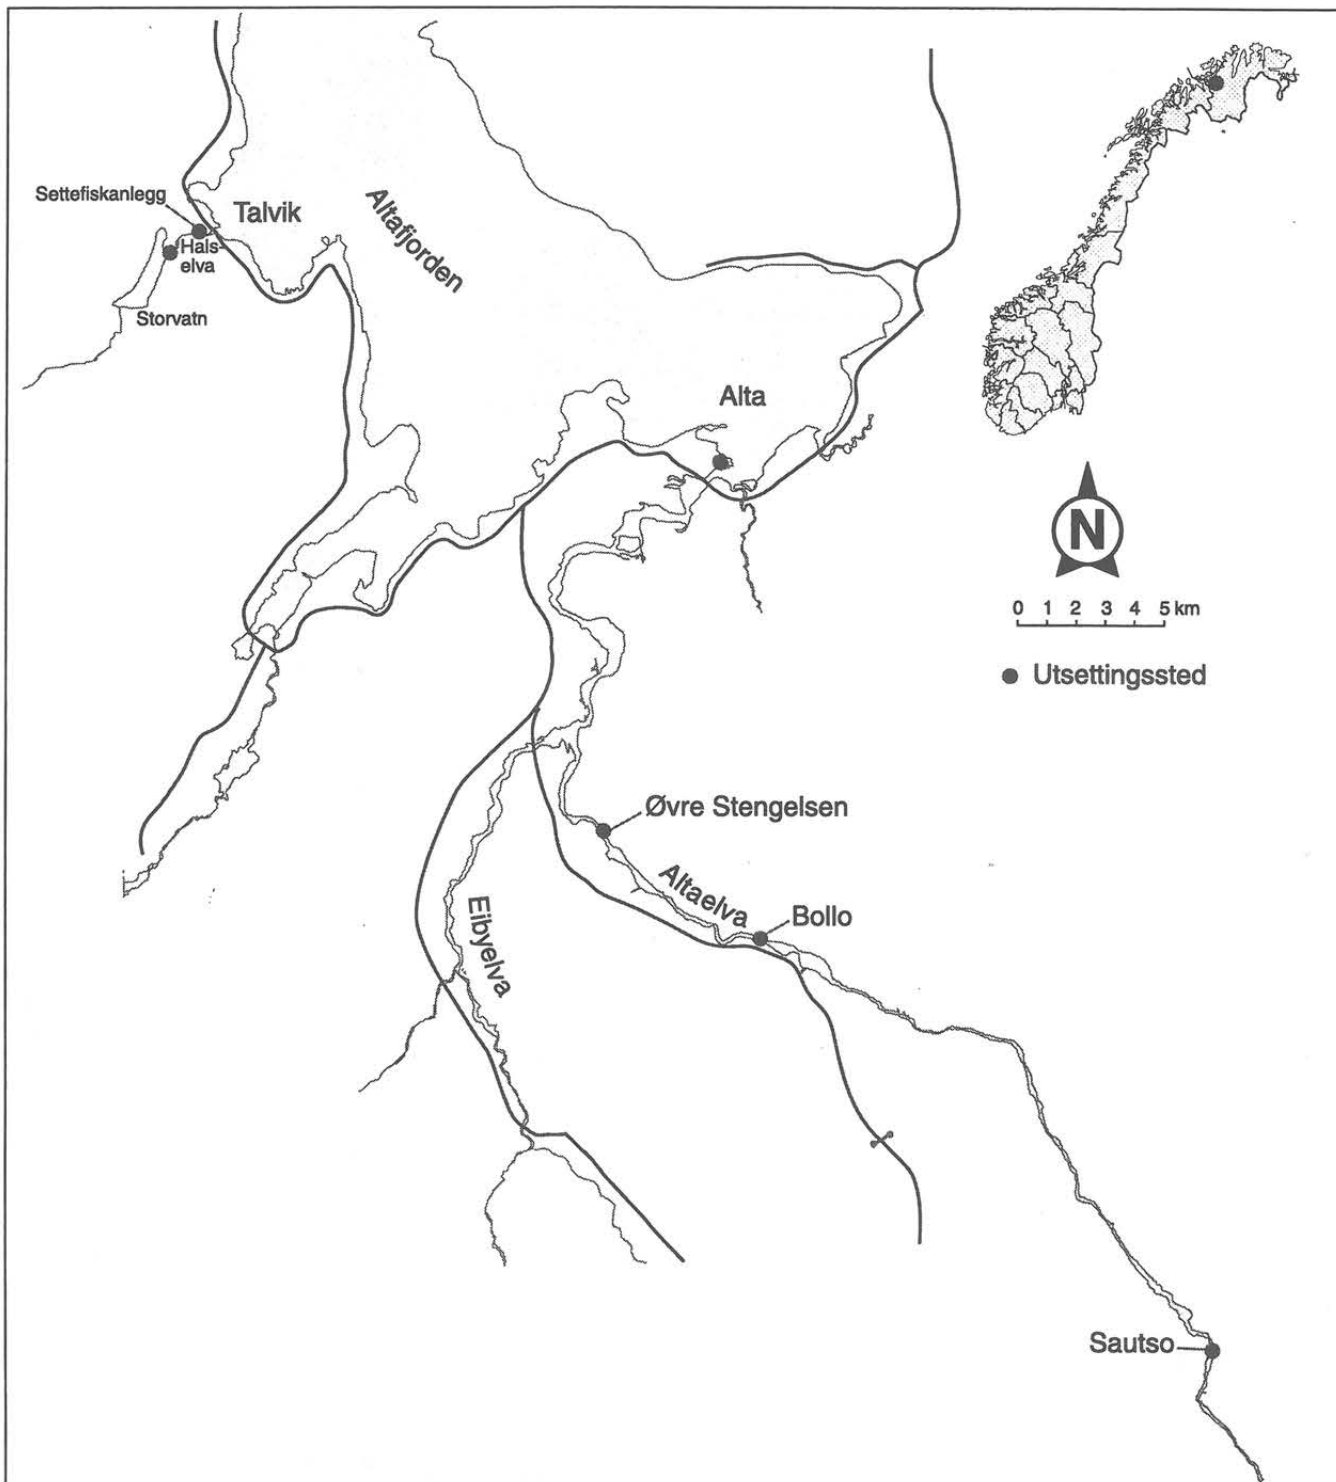 Settefiskanlegg
Talvik
Hals-
elva
Storvatn
Altafjorden
Alta
N
0 1 2 3 4 5 km
Utsettingssted
Øvre Stengelsen
Altaelva
Bollo
Eibyelva
Sautso